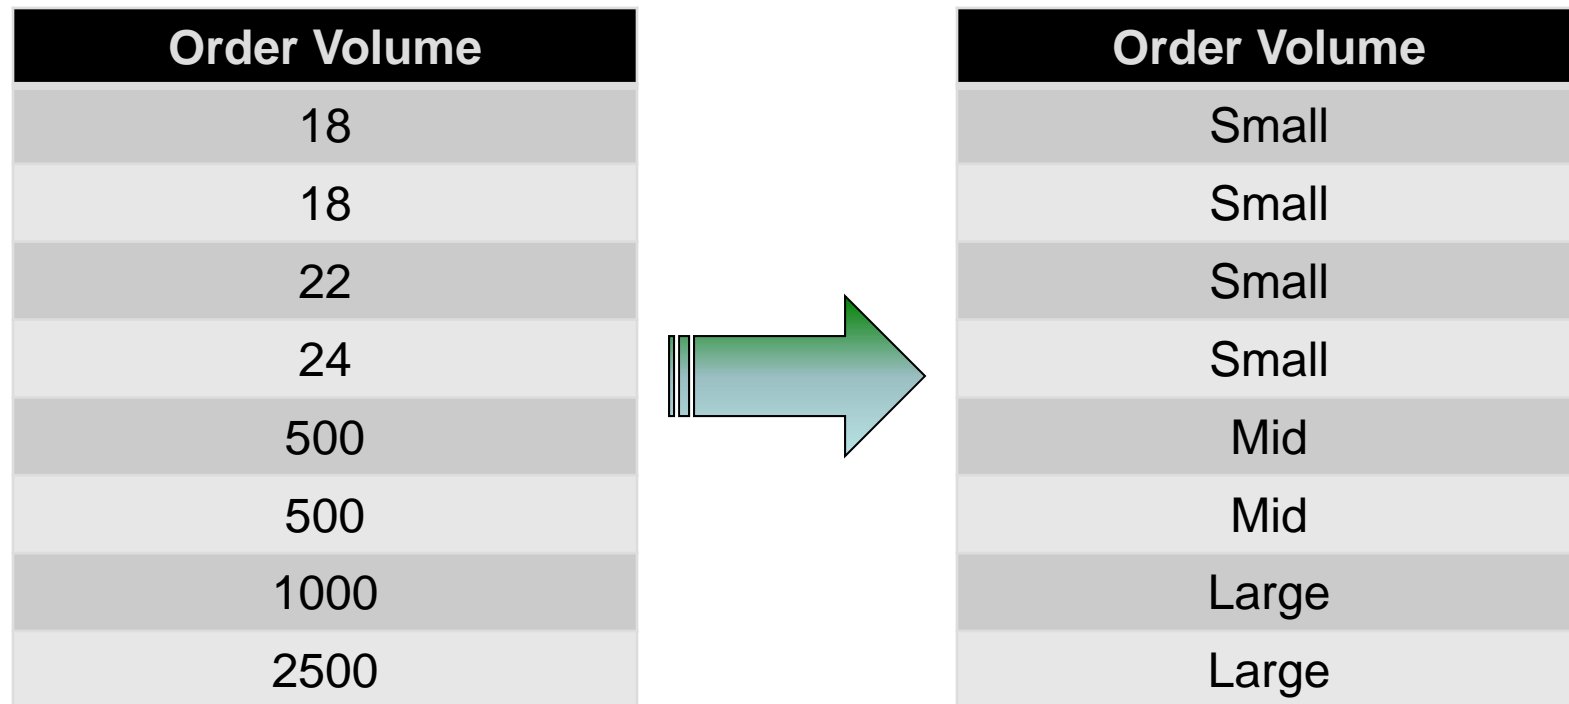 Order Volume
18
18
22
24
500
500
1000
2500
Order Volume
Small
Small
Small
Small
Mid
Mid
Large
Large